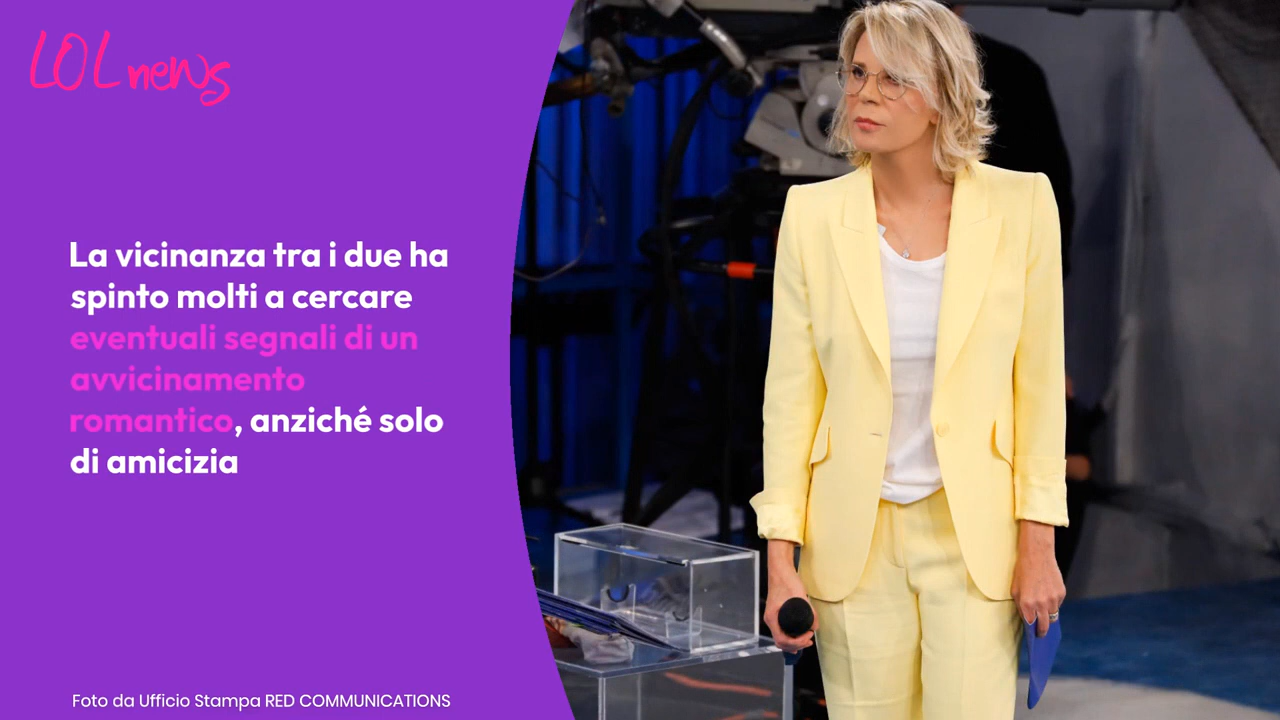 LOL news
La vicinanza tra i due ha
spinto molti a cercare
eventuali segnali di un
avvicinamento
romantico, anziché solo
di amicizia
Foto da Ufficio Stampa RED COMMUNICATIONS